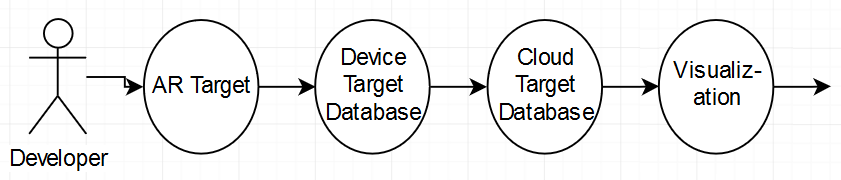 Developer
AR Target
Device
Target
Database
Cloud
Target
Database
Visualiz-
ation